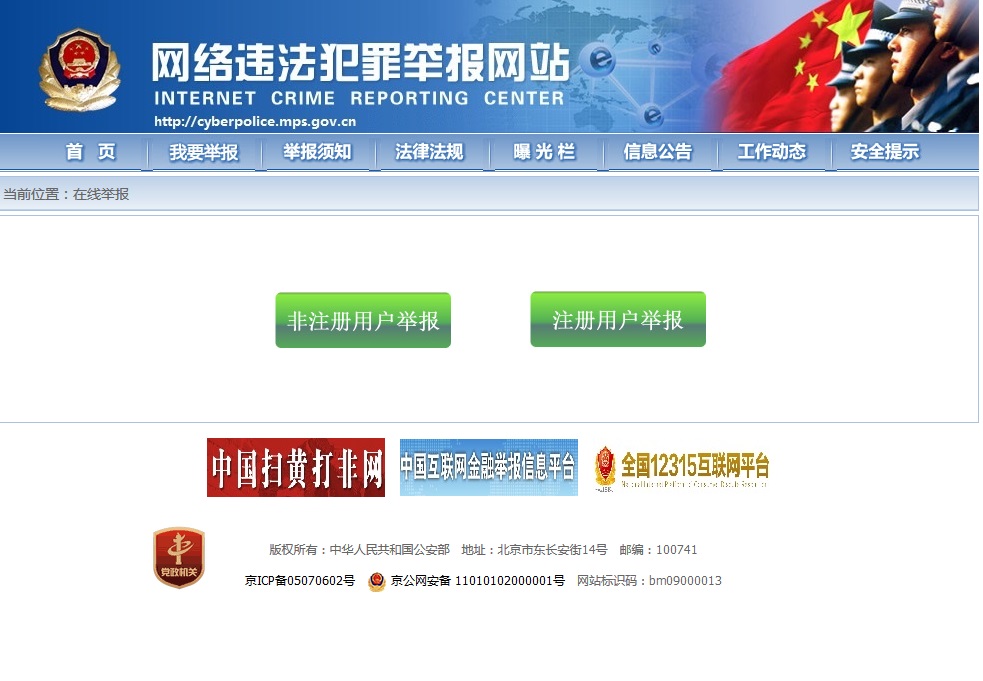 网络违法犯罪举报网站
INTERNET CRIME REPORTING CENTER
http://cyberpolice.mps.gov.cn
首 页 我要举报 举报须知 法律法规 曝光栏 信息公告 工作动态 安全提示
当前位置：在线举报
非注册用户举报 注册用户举报
中国扫黄打非网 中国互联网金融举报信息平台 全国12315互联网平台
党政机关
版权所有：中华人民共和国公安部 地址：北京市东长安街14号 邮编：100741
京ICP备05070602号 京公网安备 11010102000001号 网站标识码：bm09000013